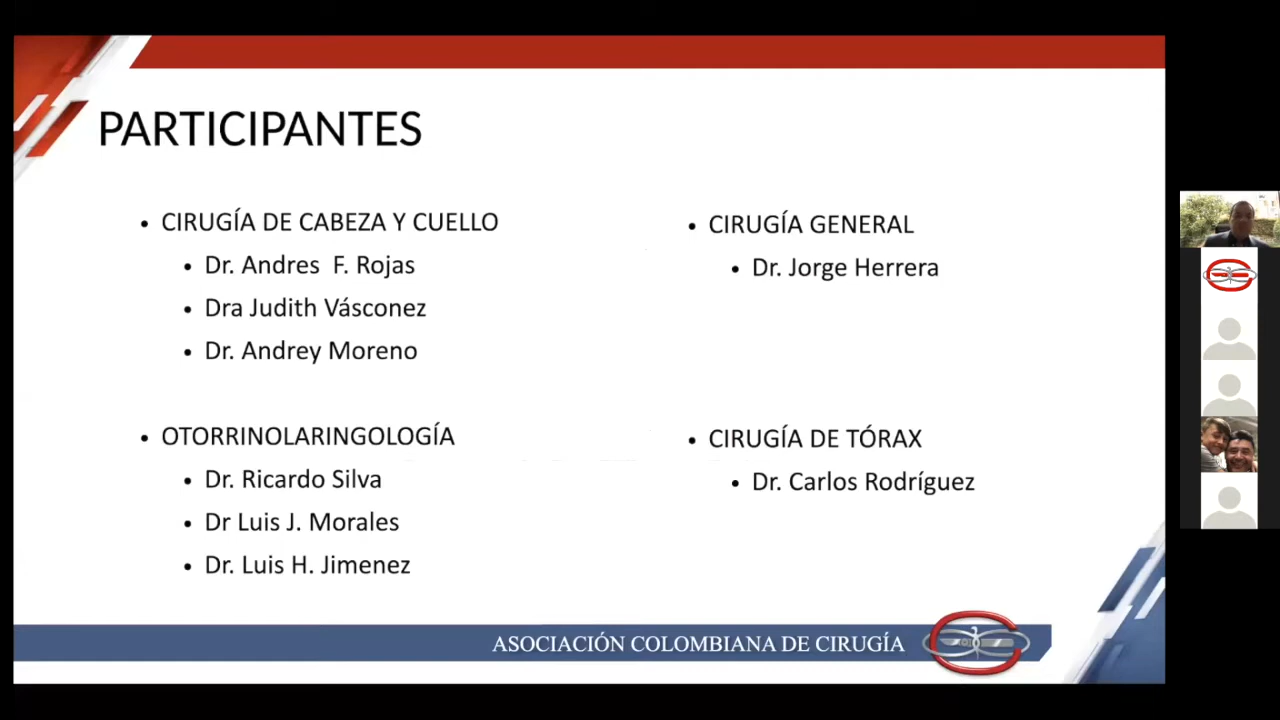 PARTICIPANTES
CIRUGÍA DE CABEZA Y CUELLO
Dr. Andres F. Rojas
Dra Judith Vásconez
Dr. Andrey Moreno
OTORRINOLARINGOLOGÍA
Dr. Ricardo Silva
Dr Luis J. Morales
Dr. Luis H. Jimenez
CIRUGÍA GENERAL
Dr. Jorge Herrera
CIRUGÍA DE TÓRAX
Dr. Carlos Rodríguez
ASOCIACIÓN COLOMBIANA DE CIRUGÍA